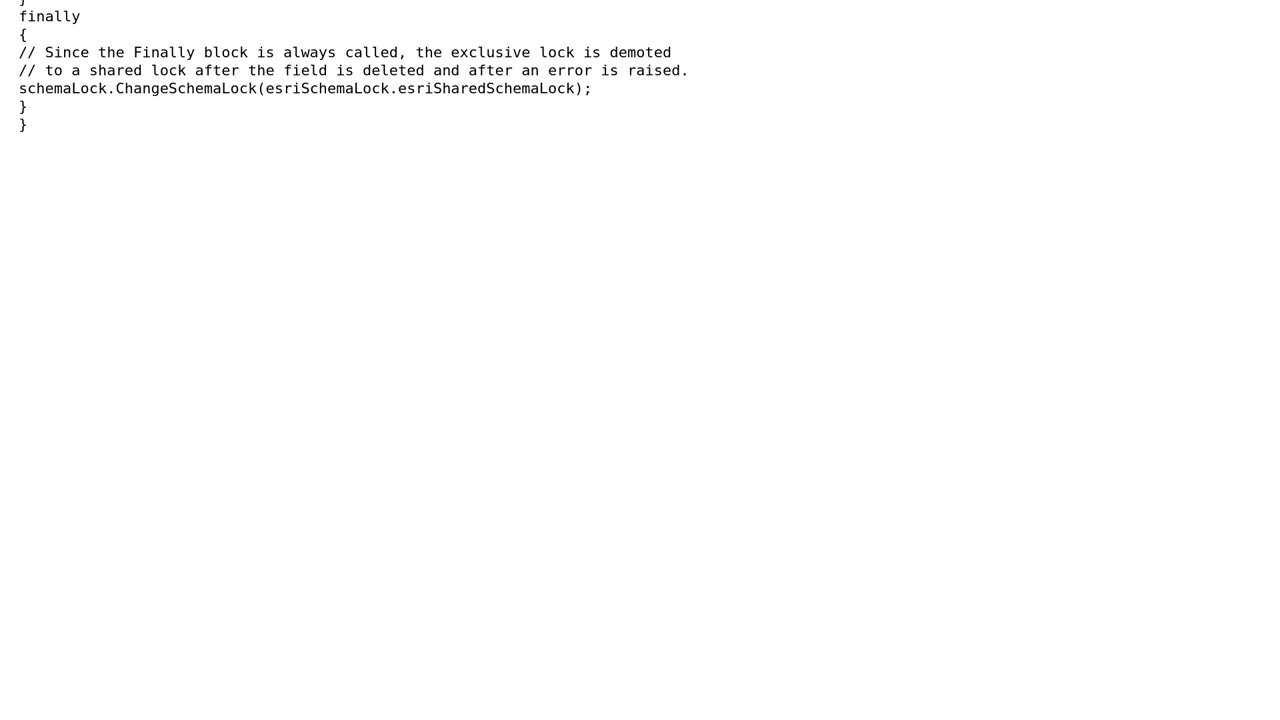 }
finally
{
// Since the Finally block is always called, the exclusive lock is demoted
// to a shared lock after the field is deleted and after an error is raised.
schemaLock.ChangeSchemaLock(esriSchemaLock.esriSharedSchemaLock);
}
}